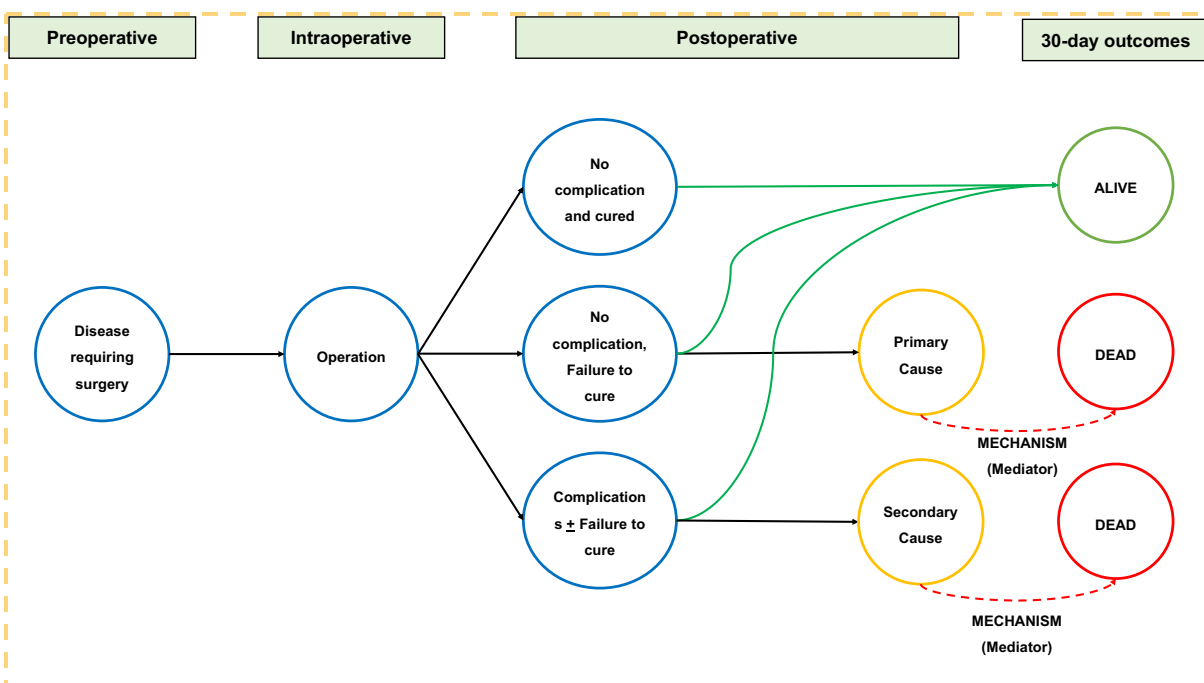 Preoperative
Intraoperative
Postoperative
30-day outcomes
Disease
requiring
surgery
Operation
No
complication
and cured
No
complication,
Failure to
cure
Complication
s ± Failure to
cure
Primary
Cause
Secondary
Cause
ALIVE
DEAD
MECHANISM
(Mediator)
DEAD
MECHANISM
(Mediator)